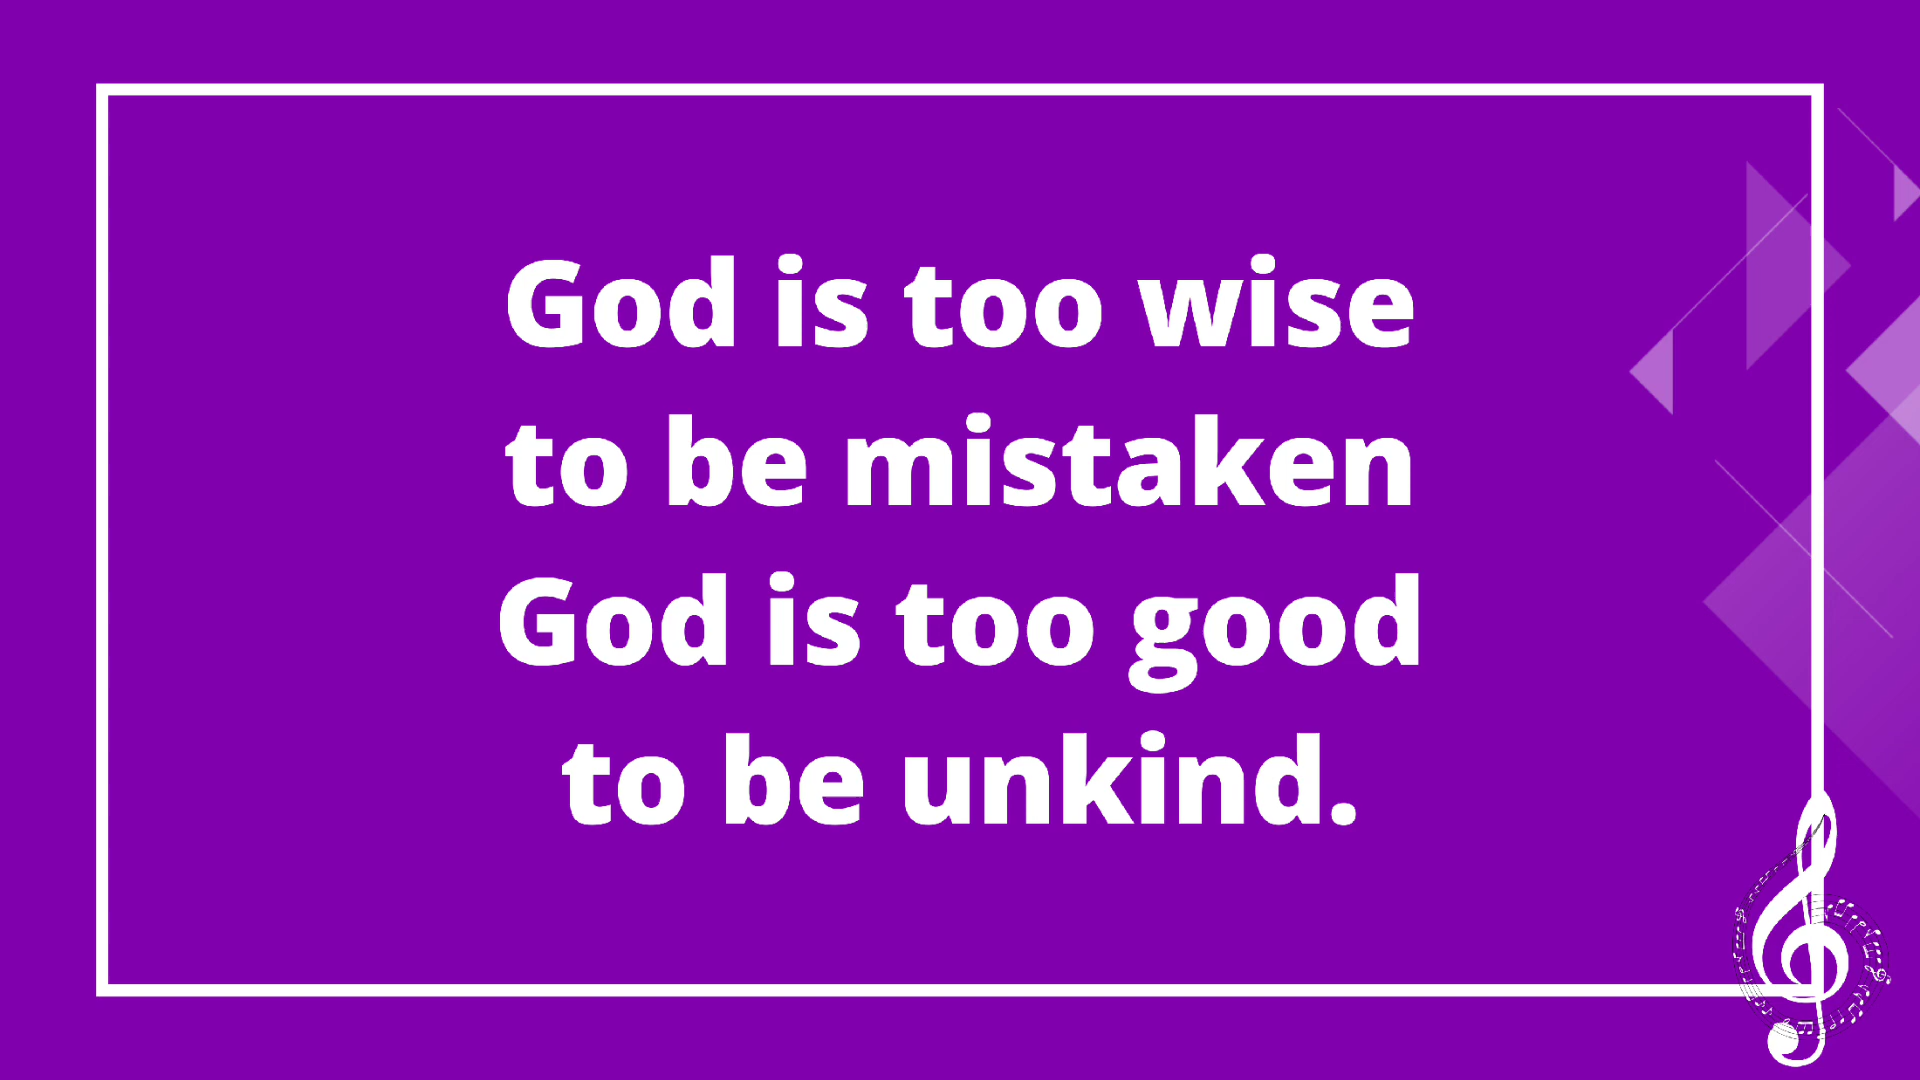 God is too wise
to be mistaken
God is too good
to be unkind.